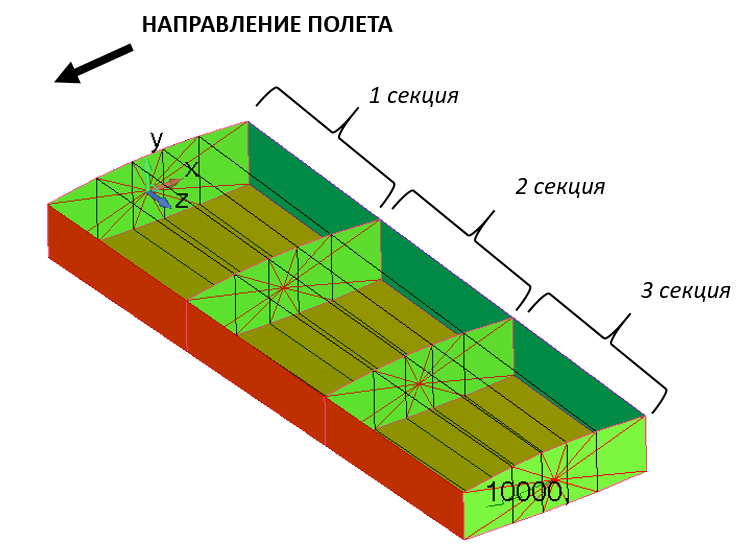 НАПРАВЛЕНИЕ ПОЛЕТА
1 секция
2 секция
3 секция
y
x
z
10000,